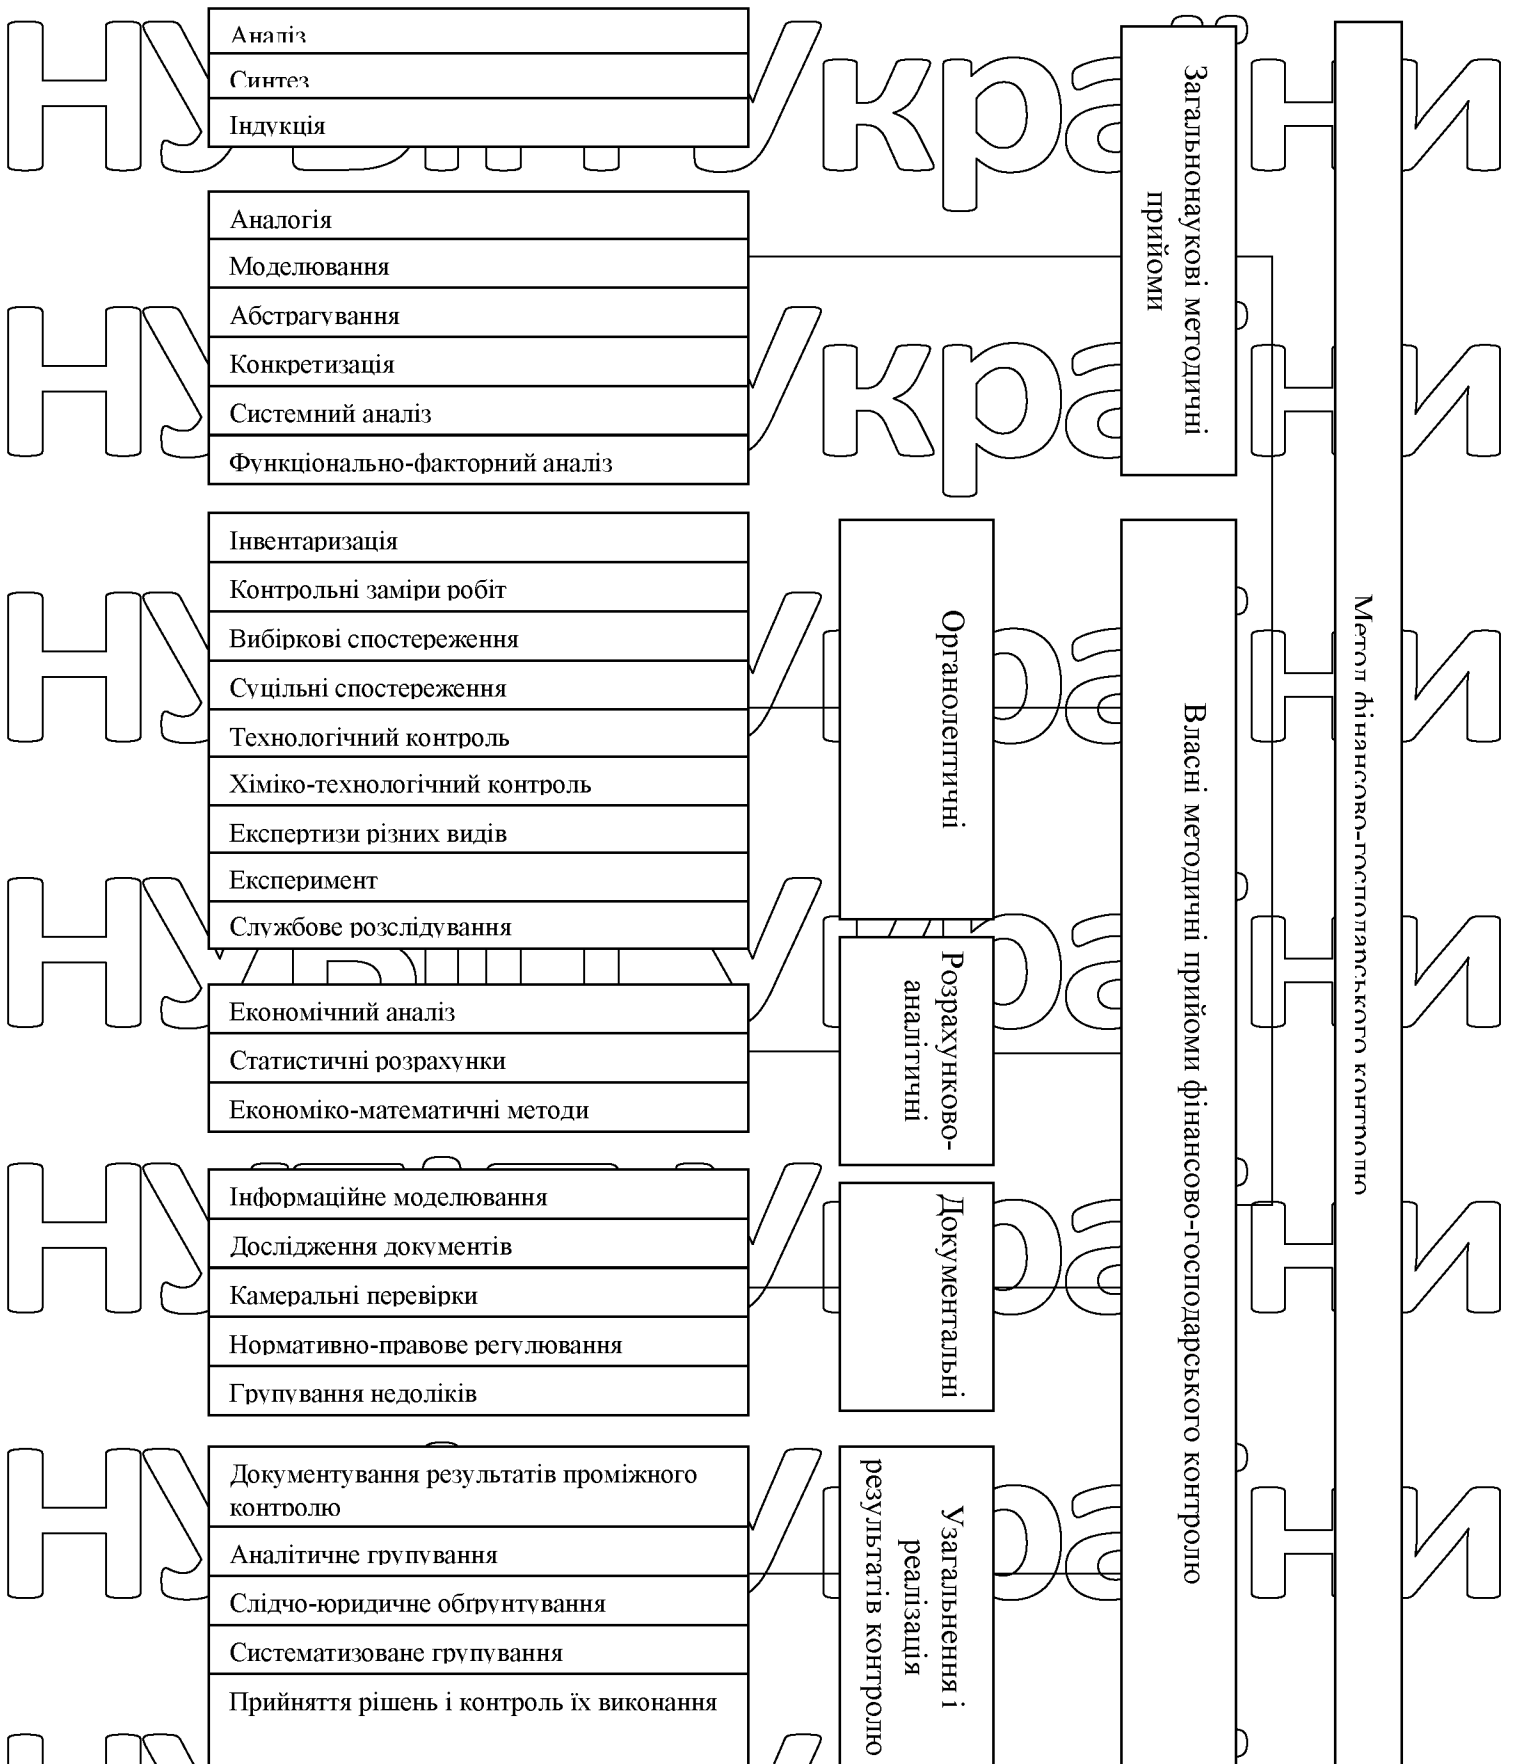 Аналіз
Синтез
Індукція
Аналогія
Моделювання
Абстрагування
Конкретизація
Системний аналіз
Функціонально-факторний аналіз
Загальнонаукові методичні
прийоми
Інвентаризація
Контрольні заміри робіт
Вибіркові спостереження
Суцільні спостереження
Технологічний контроль
Хіміко-технологічний контроль
Експертизи різних видів
Експеримент
Службове розслідування
Органолептичні
Економічний аналіз
Статистичні розрахунки
Економіко-математичні методи
Розрахунково-
аналітичні
Інформаційне моделювання
Дослідження документів
Камеральні перевірки
Нормативно-правове регулювання
Групування недоліків
Документальні
Документування результатів проміжного
контролю
Аналітичне групування
Слідчо-юридичне обґрунтування
Систематизоване групування
Прийняття рішень і контроль їх виконання
Узагальнення і
реалізація
результатів контролю
Власні методичні прийоми фінансово-господарського контролю
Метод фінансово-господарського контролю